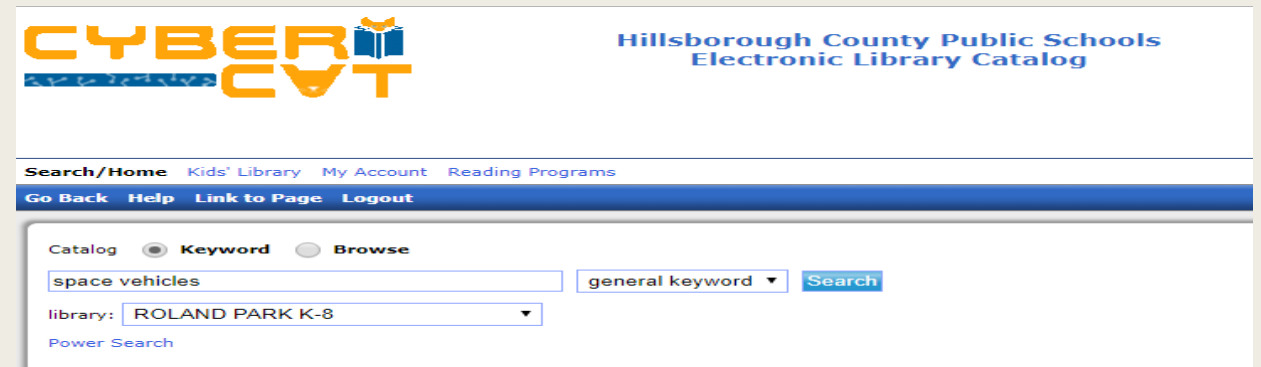 CYBER
CAT
Hillsborough County Public Schools
Electronic Library Catalog
Search/Home Kids' Library My Account Reading Programs
Go Back Help Link to Page Logout
Catalog Keyword Browse
space vehicles general keyword Search
library: ROLAND PARK K-8
Power Search